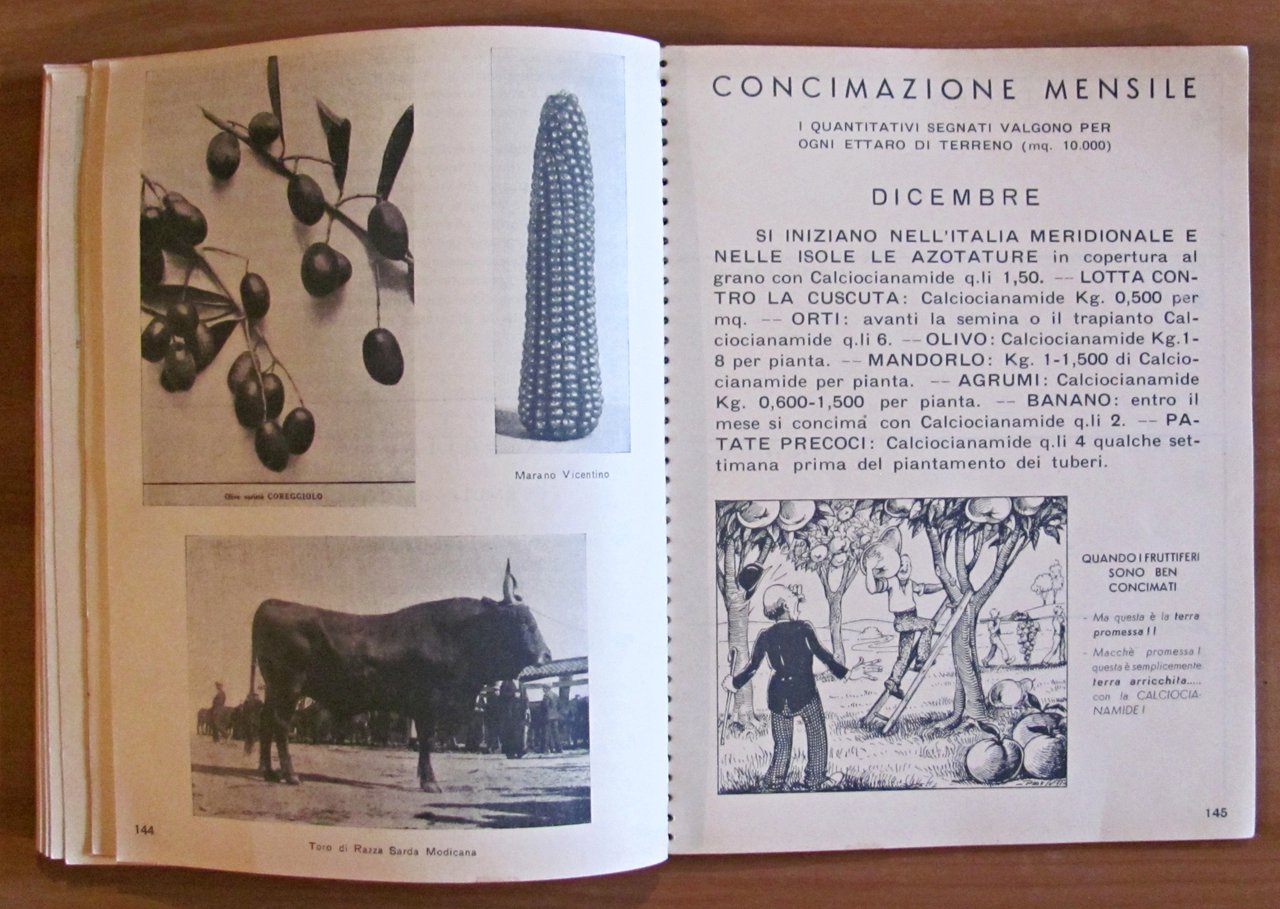 Olivo varietà COREGGIOLO
Marano Vicentino
Toro di Razza Sarda Modicana
144
CONCIMAZIONE MENSILE
I QUANTITATIVI SEGNATI VALGONO PER
OGNI ETTARO DI TERRENO (mq. 10.000)
DICEMBRE
SI INIZIANO NELL'ITALIA MERIDIONALE E
NELLE ISOLE LE AZOTATURE in copertura al
grano con Calciocianamide q.li 1,50. -- LOTTA CON-
TRO LA CUSCUTA: Calciocianamide Kg. 0,500 per
mq. -- ORTI: avanti la semina o il trapianto Cal-
ciocianamide q.li 6. -- OLIVO: Calciocianamide Kg.1-
8 per pianta. -- MANDORLO: Kg. 1-1,500 di Calcio-
cianamide per pianta. -- AGRUMI: Calciocianamide
Kg. 0,600-1,500 per pianta. -- BANANO: entro il
mese si concima con Calciocianamide q.li 2. -- PA-
TATE PRECOCI: Calciocianamide q.li 4 qualche set-
timana prima del piantamento dei tuberi.
QUANDO I FRUTTIFERI
SONO BEN
CONCIMATI
- Ma questa è la terra
promessa!!
- Macchè promessa!
questa è semplicemente
terra arricchita....
con la CALCIOCIA-
NAMIDE!
145